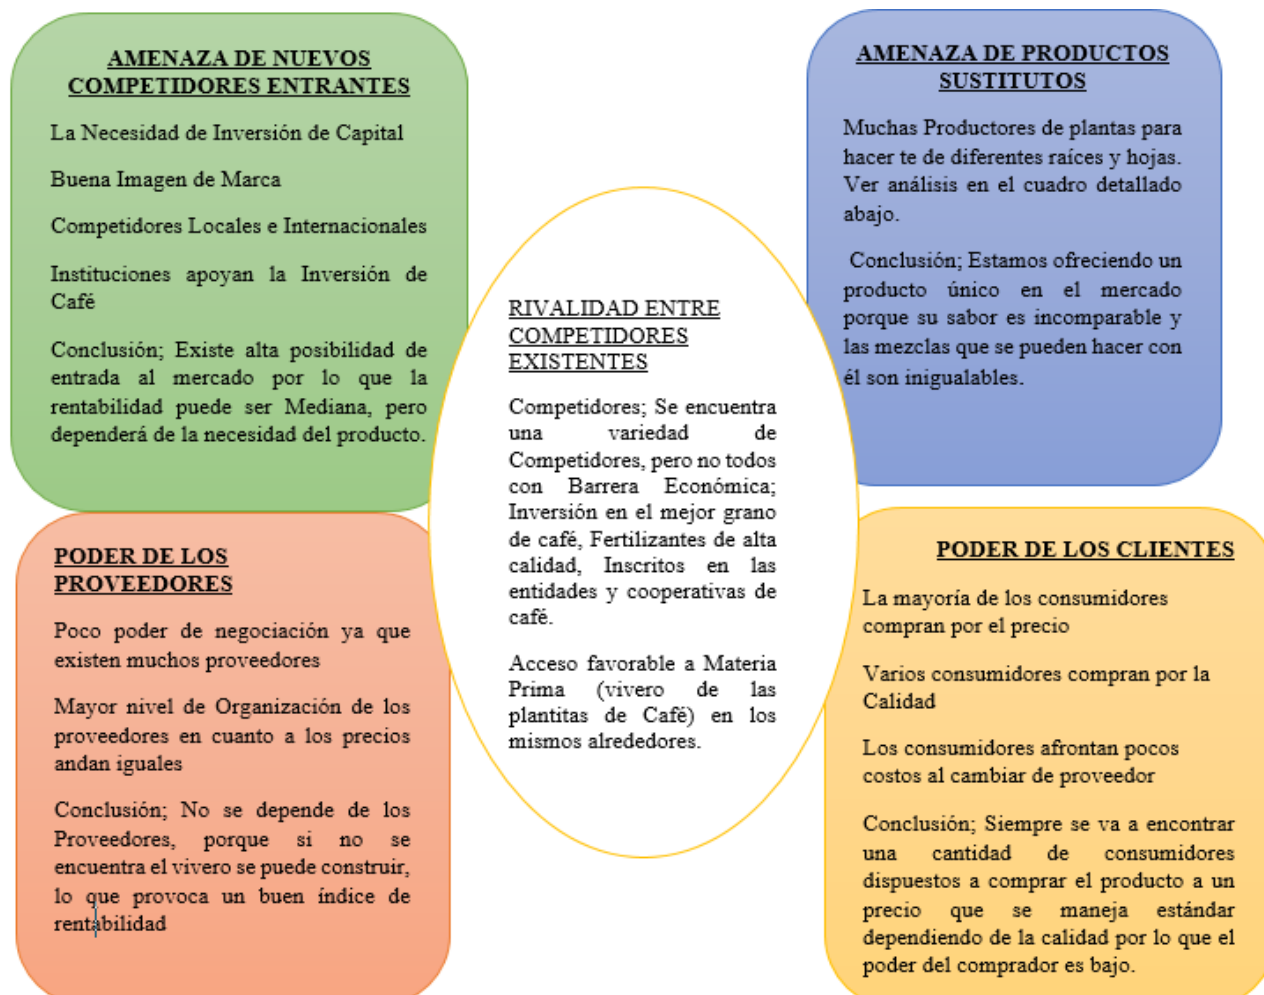 AMENAZA DE NUEVOS
COMPETIDORES ENTRANTES
La Necesidad de Inversión de Capital
Buena Imagen de Marca
Competidores Locales e Internacionales
Instituciones apoyan la Inversión de
Café
Conclusión; Existe alta posibilidad de
entrada al mercado por lo que la
rentabilidad puede ser Mediana, pero
dependerá de la necesidad del producto.
AMENAZA DE PRODUCTOS
SUSTITUTOS
Muchas Productores de plantas para
hacer te de diferentes raíces y hojas.
Ver análisis en el cuadro detallado
abajo.
Conclusión; Estamos ofreciendo un
producto único en el mercado
porque su sabor es incomparable y
las mezclas que se pueden hacer con
él son inigualables.
RIVALIDAD ENTRE
COMPETIDORES
EXISTENTES
Competidores; Se encuentra
una variedad de
Competidores, pero no todos
con Barrera Económica;
Inversión en el mejor grano
de café, Fertilizantes de alta
calidad, Inscritos en las
entidades y cooperativas de
café.
Acceso favorable a Materia
Prima (vivero de las
plantitas de Café) en los
mismos alrededores.
PODER DE LOS
PROVEEDORES
Poco poder de negociación ya que
existen muchos proveedores
Mayor nivel de Organización de los
proveedores en cuanto a los precios
andan iguales
Conclusión; No se depende de los
Proveedores, porque si no se
encuentra el vivero se puede construir,
lo que provoca un buen índice de
rentabilidad
PODER DE LOS CLIENTES
La mayoría de los consumidores
compran por el precio
Varios consumidores compran por la
Calidad
Los consumidores afrontan pocos
costos al cambiar de proveedor
Conclusión; Siempre se va a encontrar
una cantidad de consumidores
dispuestos a comprar el producto a un
precio que se maneja estándar
dependiendo de la calidad por lo que el
poder del comprador es bajo.